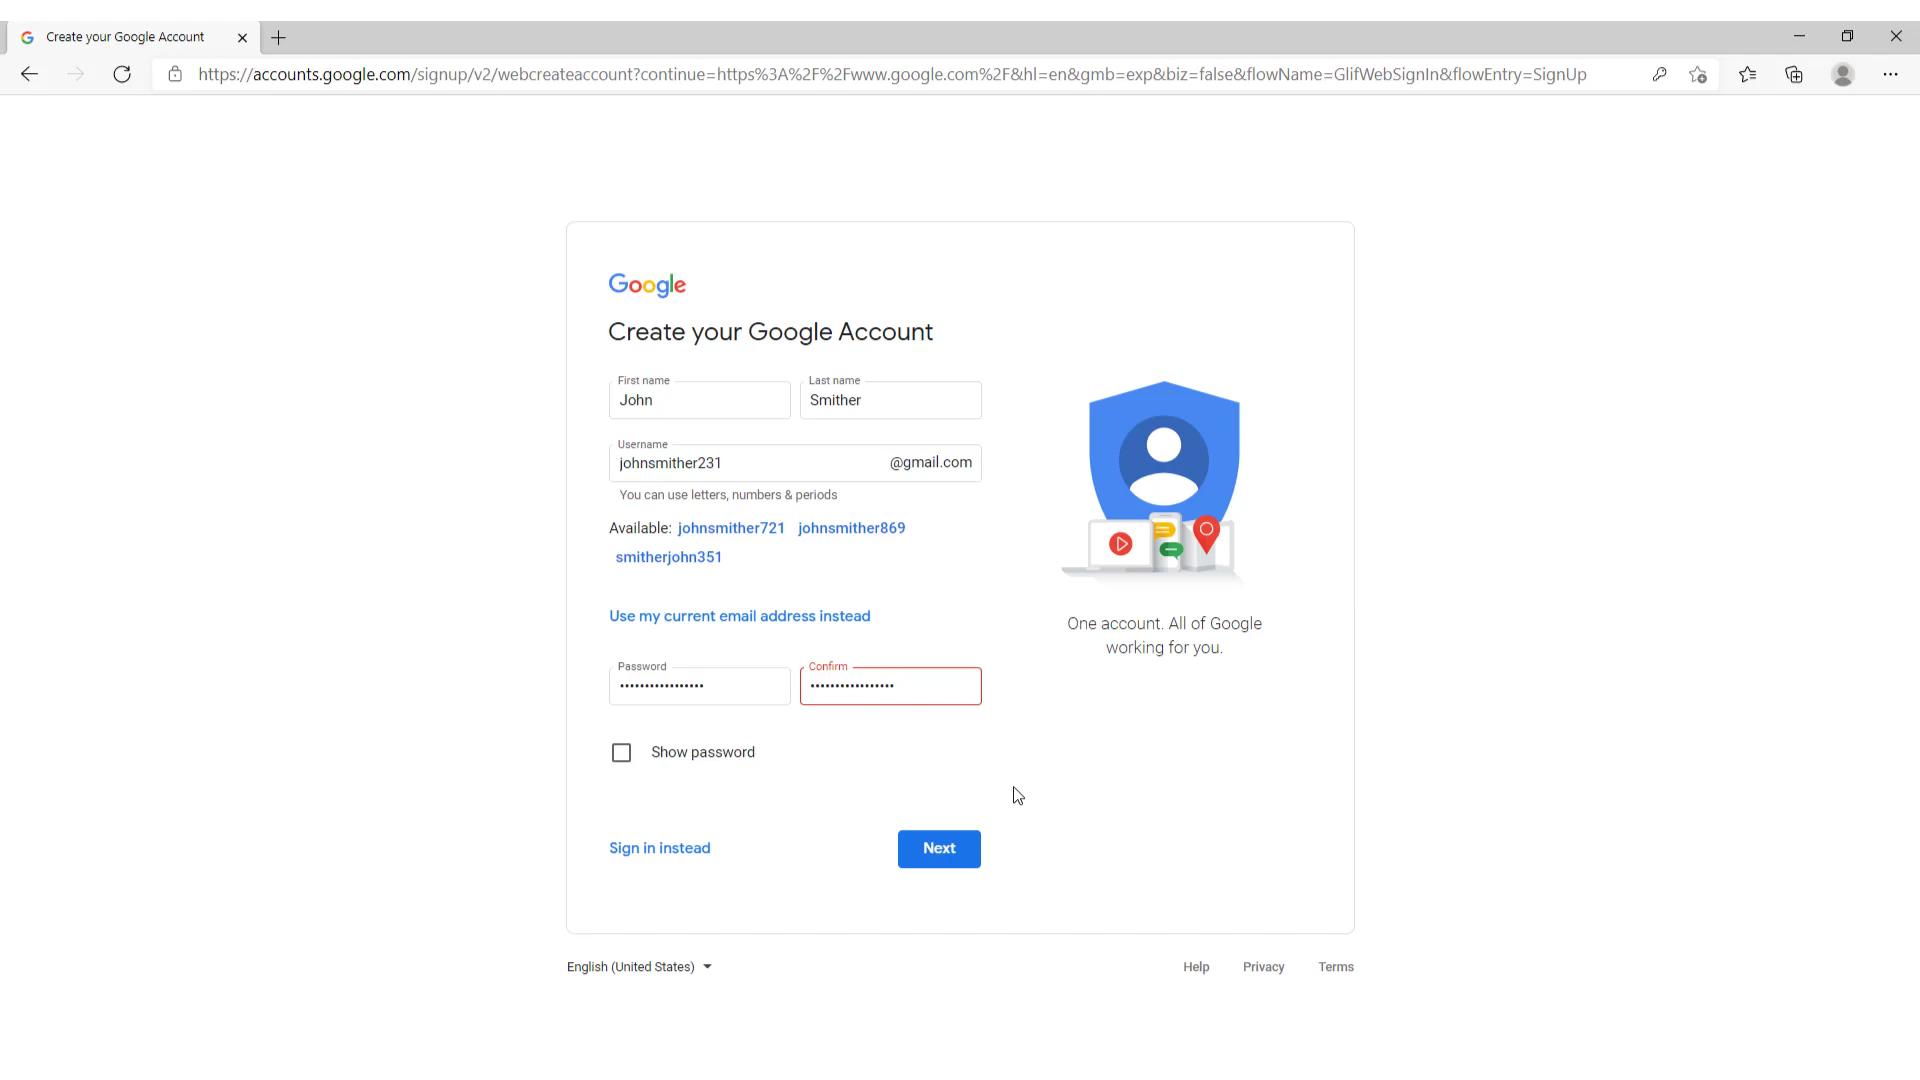 Create your Google Account
https://accounts.google.com/signup/v2/webcreateaccount?continue=https%3A%2F%2Fwww.google.com%2F&hl=en&gmb=exp&biz=false&flowName=GlifWebSignIn&flowEntry=SignUp
Google
Create your Google Account
First name Last name
John Smither
Username
johnsmither231 @gmail.com
You can use letters, numbers & periods
Available: johnsmither721 johnsmither869
smitherjohn351
Use my current email address instead
One account. All of Google
working for you.
Password Confirm
••••••••••••••••• •••••••••••••••••
Show password
Sign in instead Next
English (United States) Help Privacy Terms